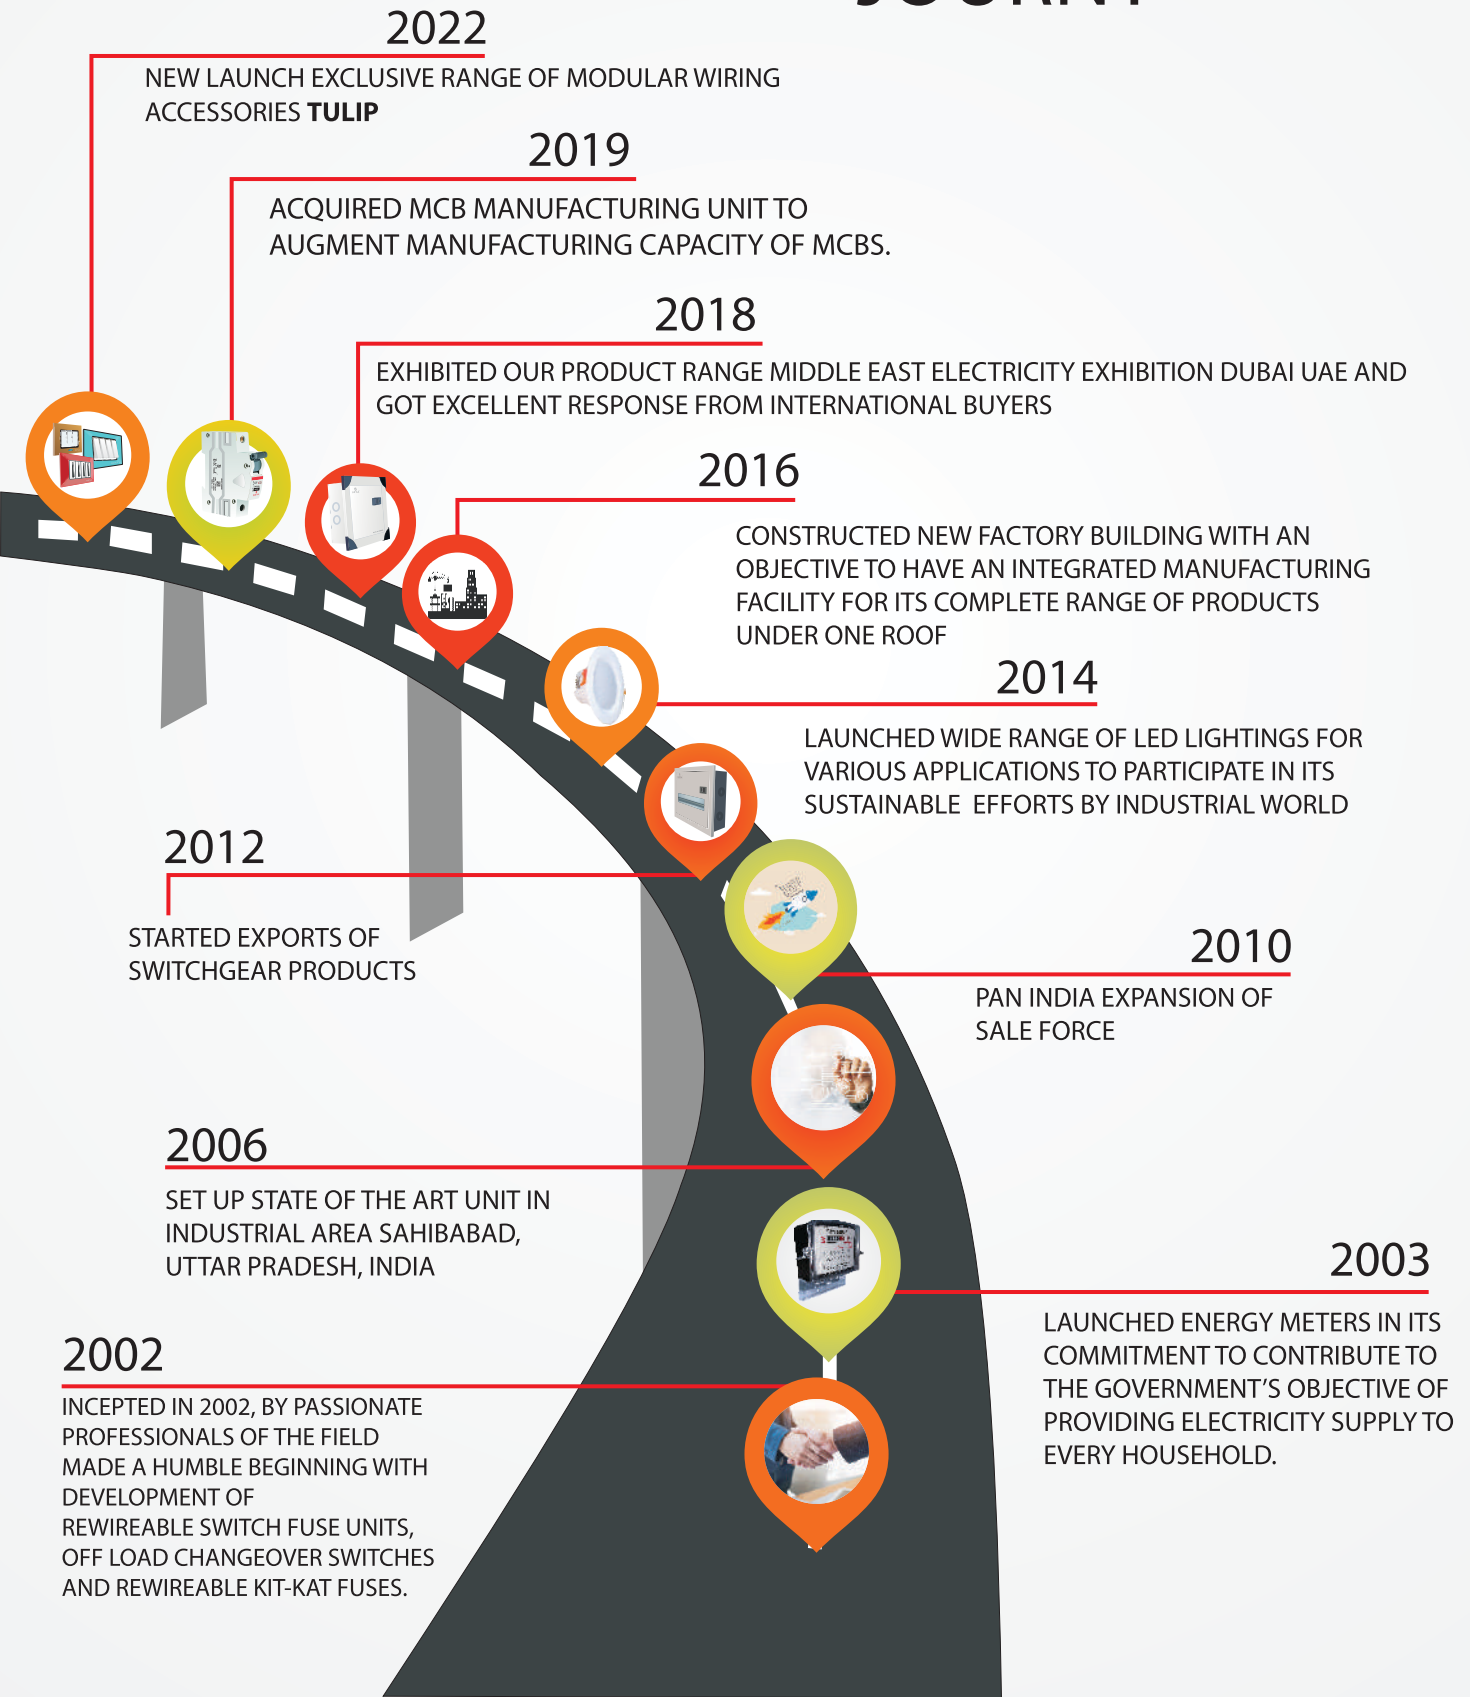 JOURNY
2022
NEW LAUNCH EXCLUSIVE RANGE OF MODULAR WIRING
ACCESSORIES TULIP
2019
ACQUIRED MCB MANUFACTURING UNIT TO
AUGMENT MANUFACTURING CAPACITY OF MCBS.
2018
EXHIBITED OUR PRODUCT RANGE MIDDLE EAST ELECTRICITY EXHIBITION DUBAI UAE AND
GOT EXCELLENT RESPONSE FROM INTERNATIONAL BUYERS
2016
CONSTRUCTED NEW FACTORY BUILDING WITH AN
OBJECTIVE TO HAVE AN INTEGRATED MANUFACTURING
FACILITY FOR ITS COMPLETE RANGE OF PRODUCTS
UNDER ONE ROOF
2014
LAUNCHED WIDE RANGE OF LED LIGHTINGS FOR
VARIOUS APPLICATIONS TO PARTICIPATE IN ITS
SUSTAINABLE EFFORTS BY INDUSTRIAL WORLD
2012
STARTED EXPORTS OF
SWITCHGEAR PRODUCTS
2010
PAN INDIA EXPANSION OF
SALE FORCE
2006
SET UP STATE OF THE ART UNIT IN
INDUSTRIAL AREA SAHIBABAD,
UTTAR PRADESH, INDIA
2003
LAUNCHED ENERGY METERS IN ITS
COMMITMENT TO CONTRIBUTE TO
THE GOVERNMENT'S OBJECTIVE OF
PROVIDING ELECTRICITY SUPPLY TO
EVERY HOUSEHOLD.
2002
INCEPTED IN 2002, BY PASSIONATE
PROFESSIONALS OF THE FIELD
MADE A HUMBLE BEGINNING WITH
DEVELOPMENT OF
REWIREABLE SWITCH FUSE UNITS,
OFF LOAD CHANGEOVER SWITCHES
AND REWIREABLE KIT-KAT FUSES.